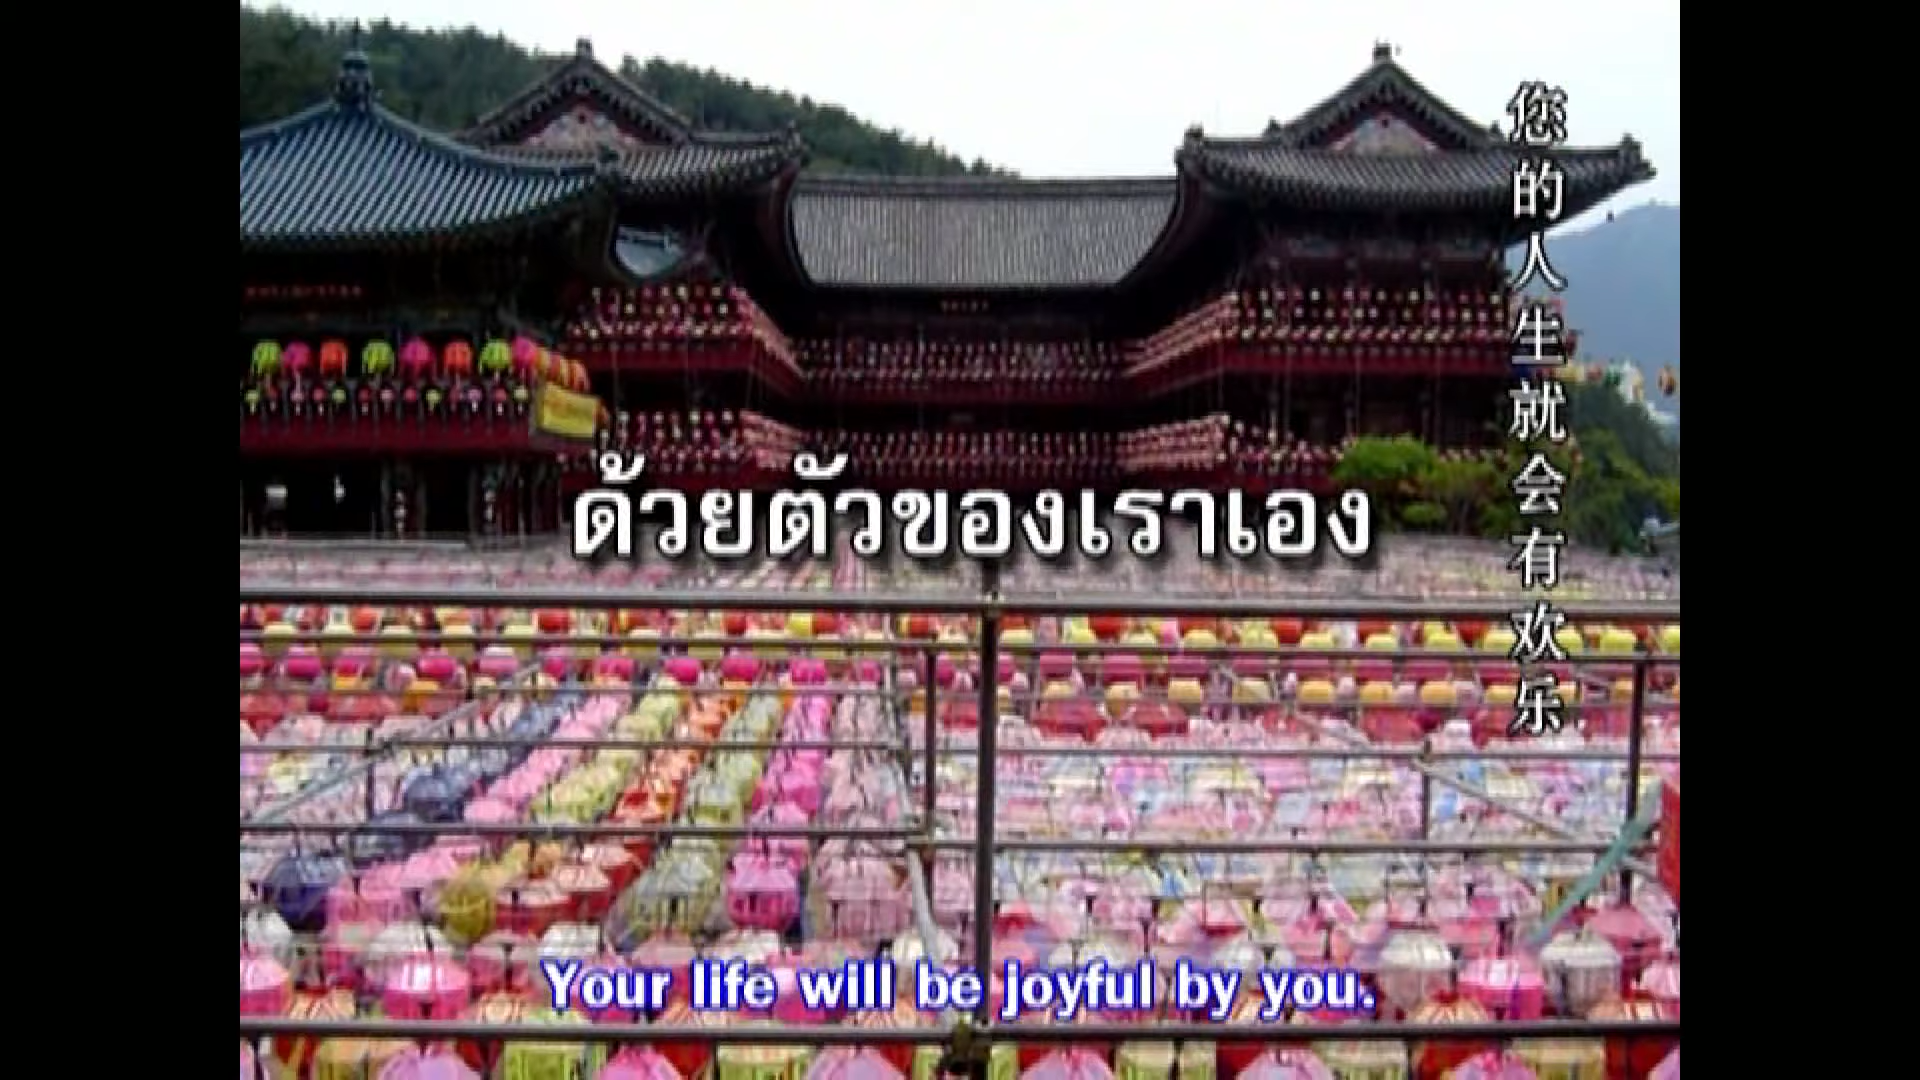 您的人生就会有欢乐
ด้วยตัวของเราเอง
Your life will be joyful by you.